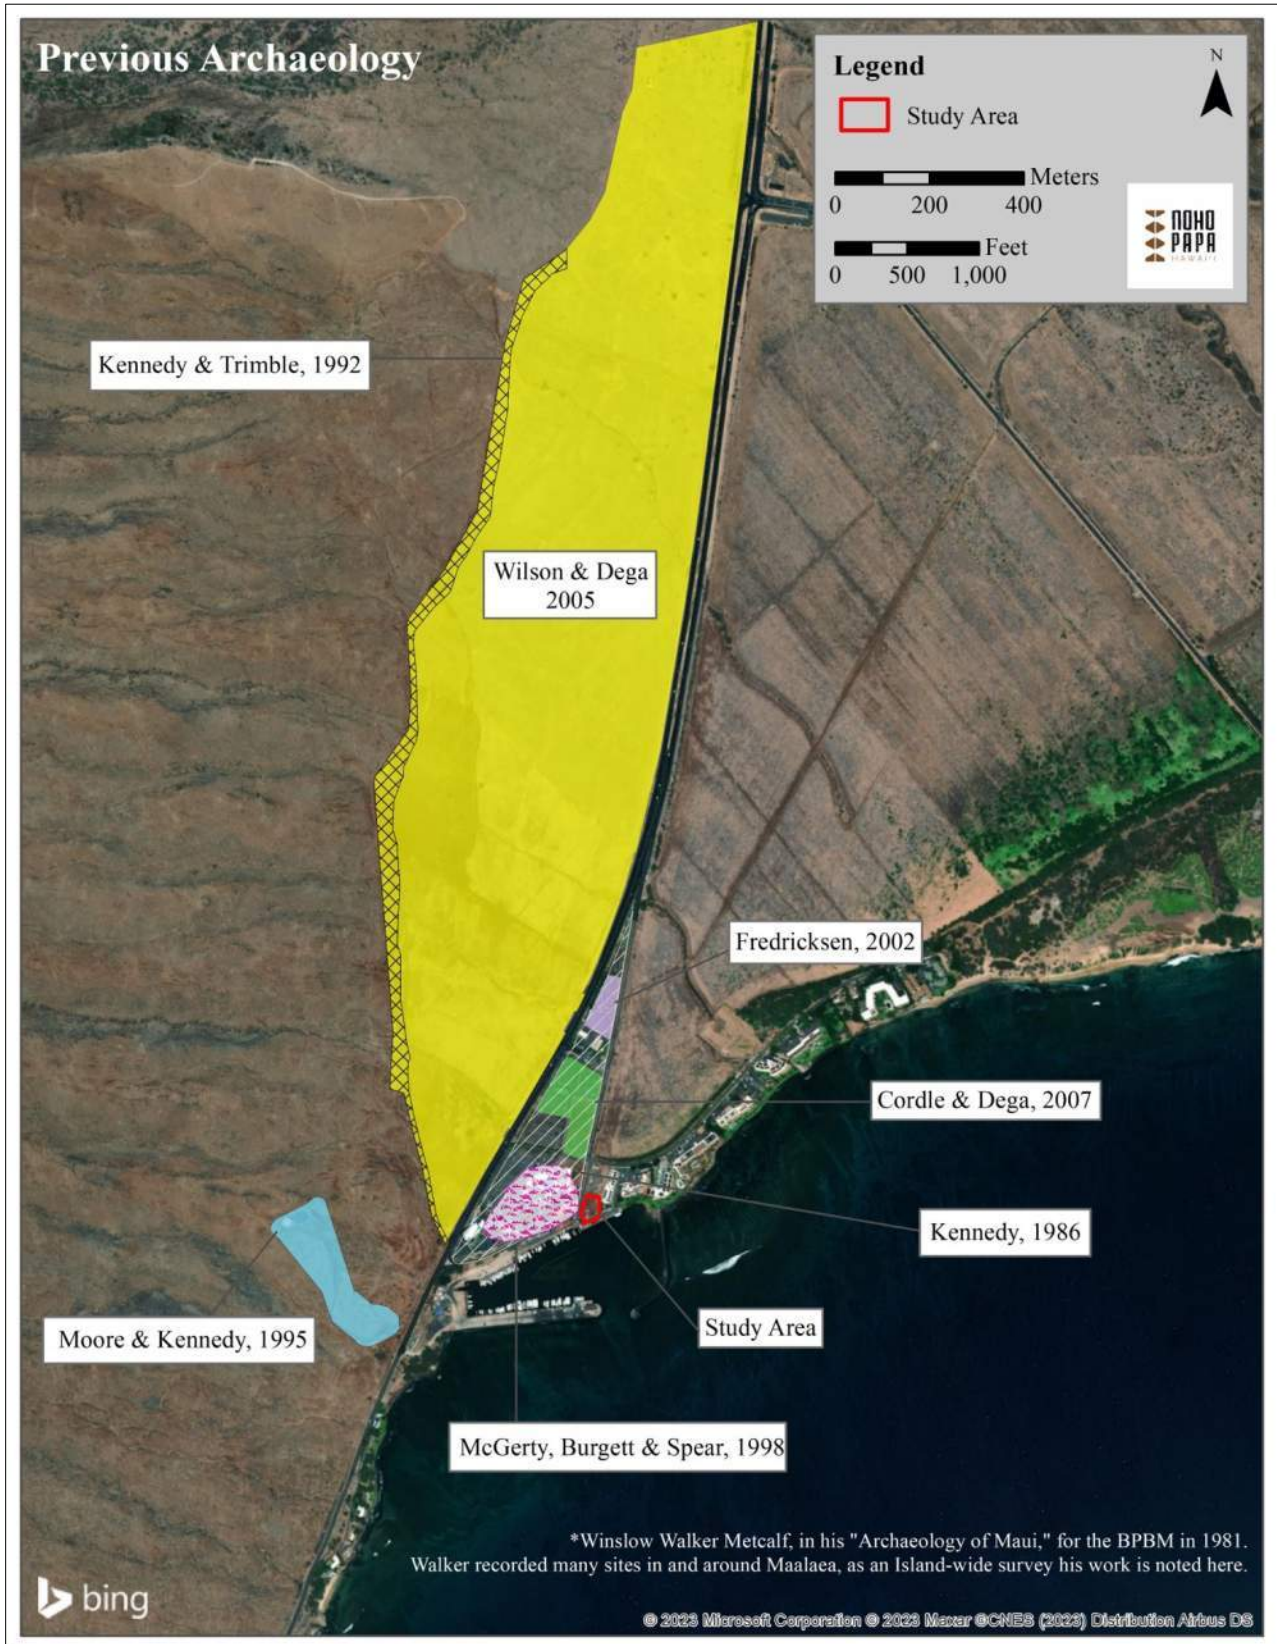 Previous Archaeology
Legend
N
Study Area
Meters
0 200 400
Feet
0 500 1,000
NOHO
PAPA
HAWAI'I
Kennedy & Trimble, 1992
Wilson & Dega
2005
Fredricksen, 2002
Cordle & Dega, 2007
Kennedy, 1986
Study Area
Moore & Kennedy, 1995
McGerty, Burgett & Spear, 1998
*Winslow Walker Metcalf, in his "Archaeology of Maui," for the BPBM in 1981.
Walker recorded many sites in and around Maalaea, as an Island-wide survey his work is noted here.
bing
© 2023 Microsoft Corporation © 2023 Maxar ©CNES (2023) Distribution Airbus DS